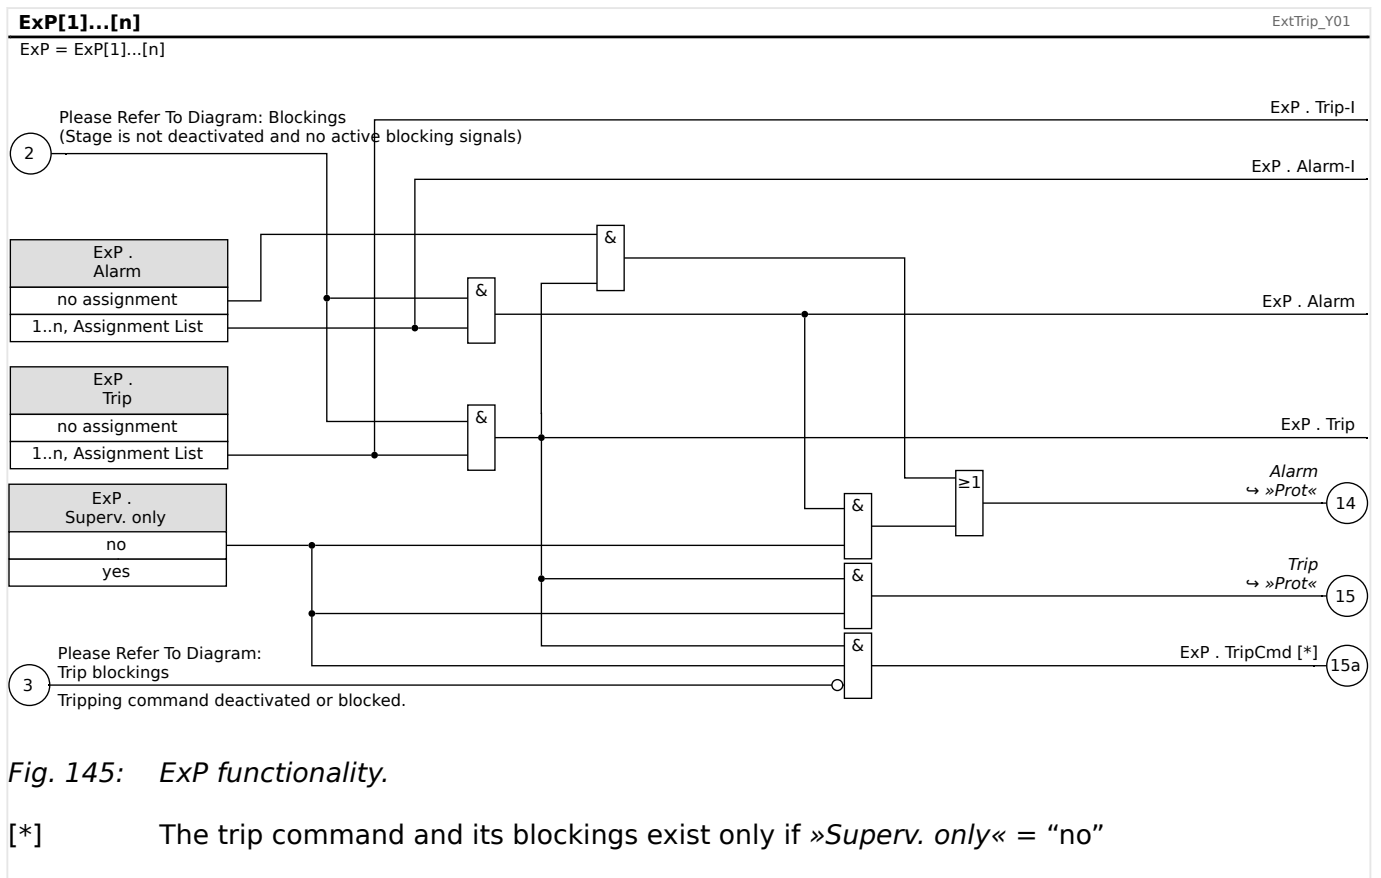 ExP[1]...[n]
ExtTrip_Y01
ExP = ExP[1]...[n]
Please Refer To Diagram: Blockings
(Stage is not deactivated and no active blocking signals)
2
ExP . Trip-I
ExP . Alarm-I
ExP .
Alarm
no assignment
1..n, Assignment List
&
&
ExP . Alarm
ExP .
Trip
no assignment
1..n, Assignment List
&
ExP . Trip
ExP .
Superv. only
no
yes
≥1
Alarm
↪ »Prot«
14
&
Trip
↪ »Prot«
15
&
Please Refer To Diagram:
Trip blockings
3
Tripping command deactivated or blocked.
&
ExP . TripCmd [*]
15a
Fig. 145: ExP functionality.
[*] The trip command and its blockings exist only if »Superv. only« = “no”